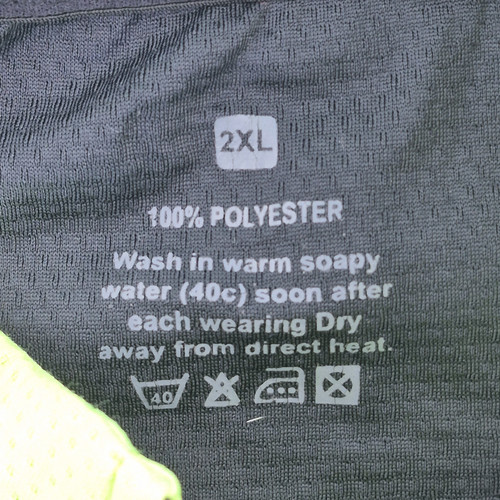 2XL
100% POLYESTER
Wash in warm soapy
water (40c) soon after
each wearing Dry
away from direct heat.
40